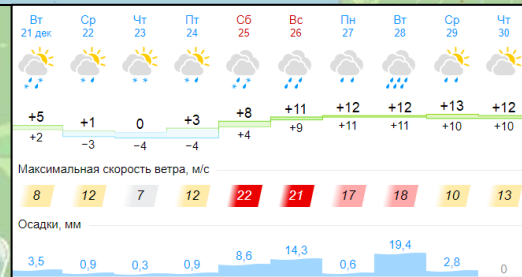 Вт Ср Чт Пт Сб Вс Пн Вт Ср Чт
21 дек 22 23 24 25 26 27 28 29 30
+5 +1 0 +3 +8 +11 +12 +12 +13 +12
+2 −3 −4 −4 +4 +9 +11 +11 +10 +10
Максимальная скорость ветра, м/с
8 12 7 12 22 21 17 18 10 13
Осадки, мм
3,5 0,9 0,3 0,9 8,6 14,3 0,6 19,4 2,8 0